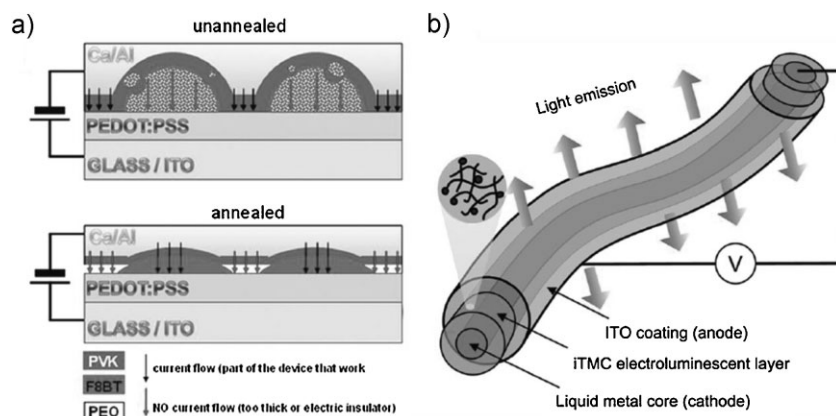 a)
unannealed
Ca/Al
PEDOT:PSS
GLASS / ITO
annealed
Ca/Al
PEDOT:PSS
GLASS / ITO
PVK
F8BT
PEO
current flow (part of the device that work
NO current flow (too thick or electric insulator)
b)
Light emission
V
ITO coating (anode)
iTMC electroluminescent layer
Liquid metal core (cathode)